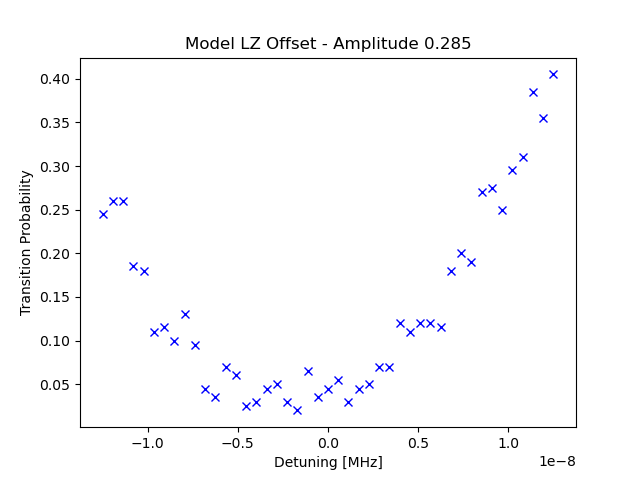 Model LZ Offset - Amplitude 0.285
Transition Probability
0.40
0.35
0.30
0.25
0.20
0.15
0.10
0.05
−1.0 −0.5 0.0 0.5 1.0
1e−8
Detuning [MHz]